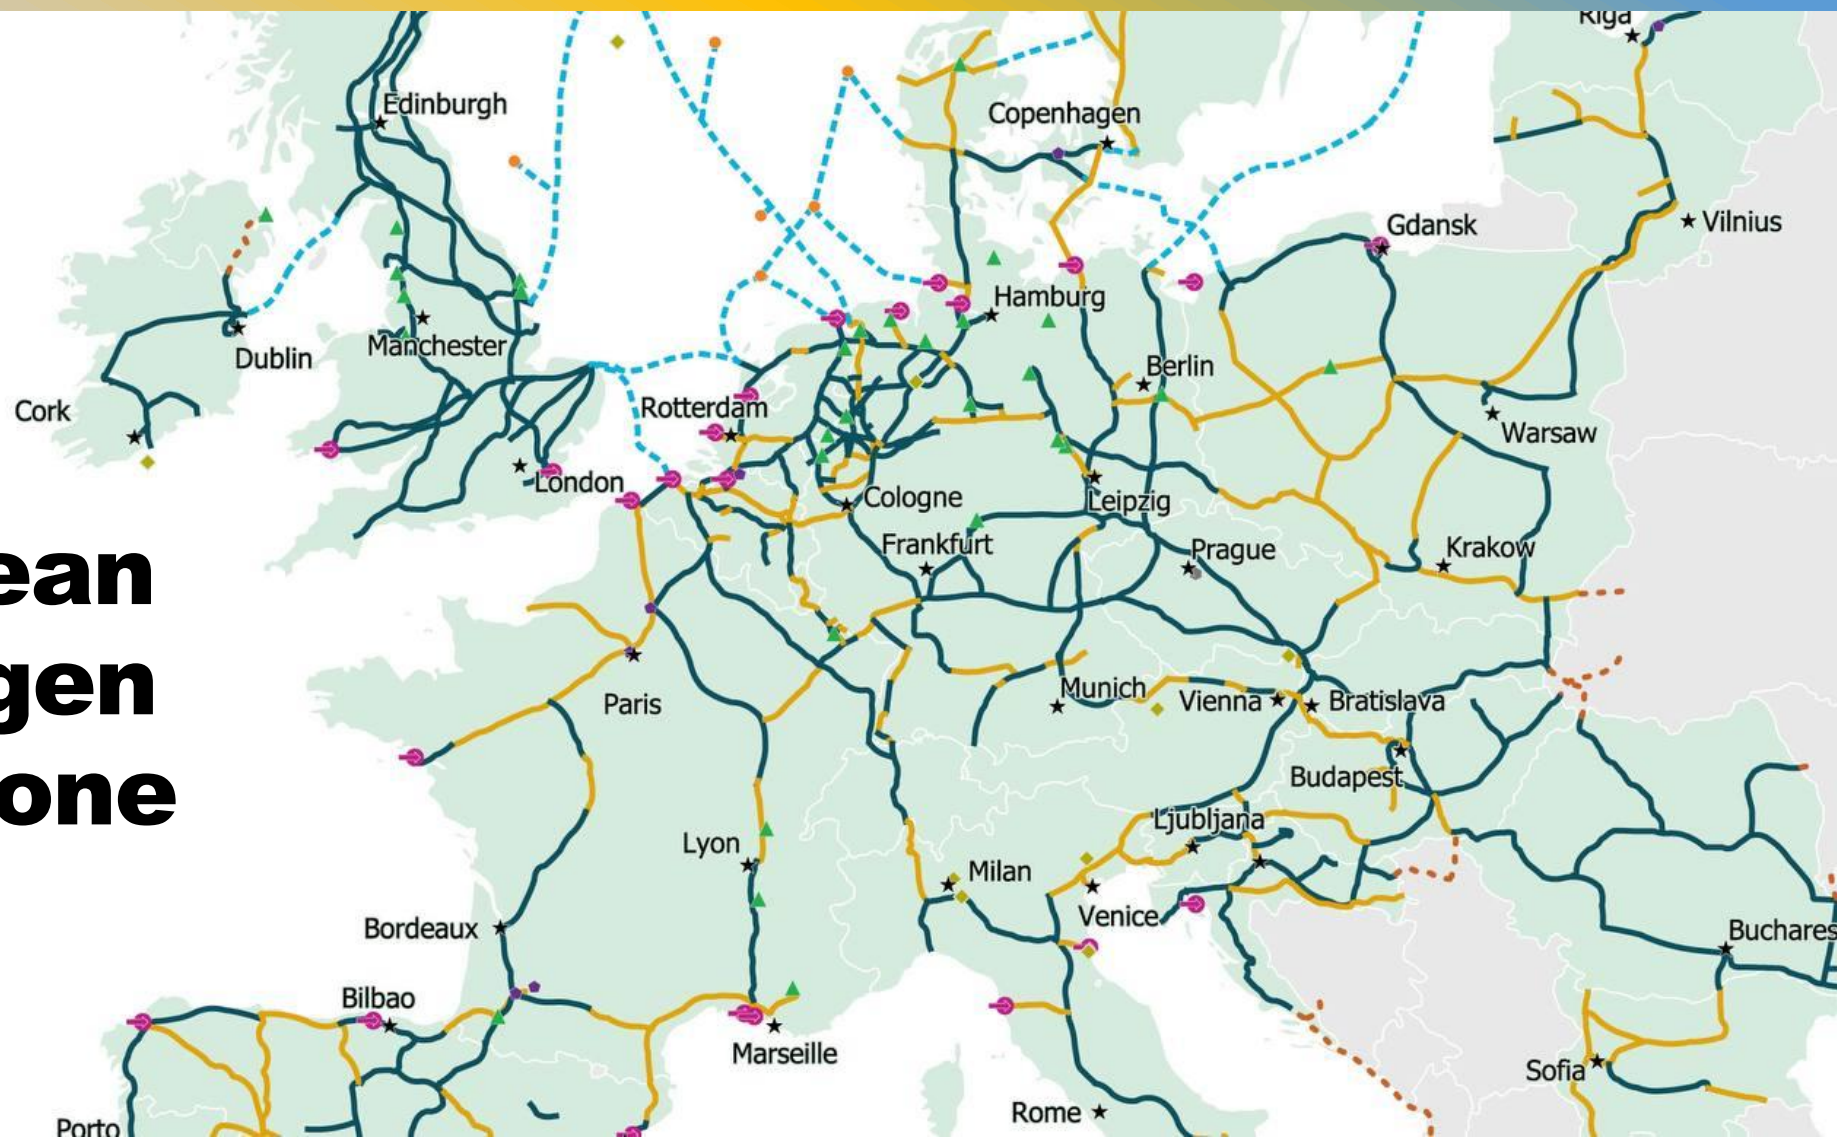 Riga
Edinburgh
Copenhagen
Vilnius
Gdansk
Hamburg
Dublin
Manchester
Berlin
Cork
Rotterdam
Warsaw
London
Cologne
Leipzig
Frankfurt
Prague
Krakow
ean
gen
one
Munich
Vienna
Bratislava
Paris
Budapest
Ljubljana
Lyon
Milan
Venice
Bordeaux
Buchares
Bilbao
Marseille
Sofia
Rome
Porto